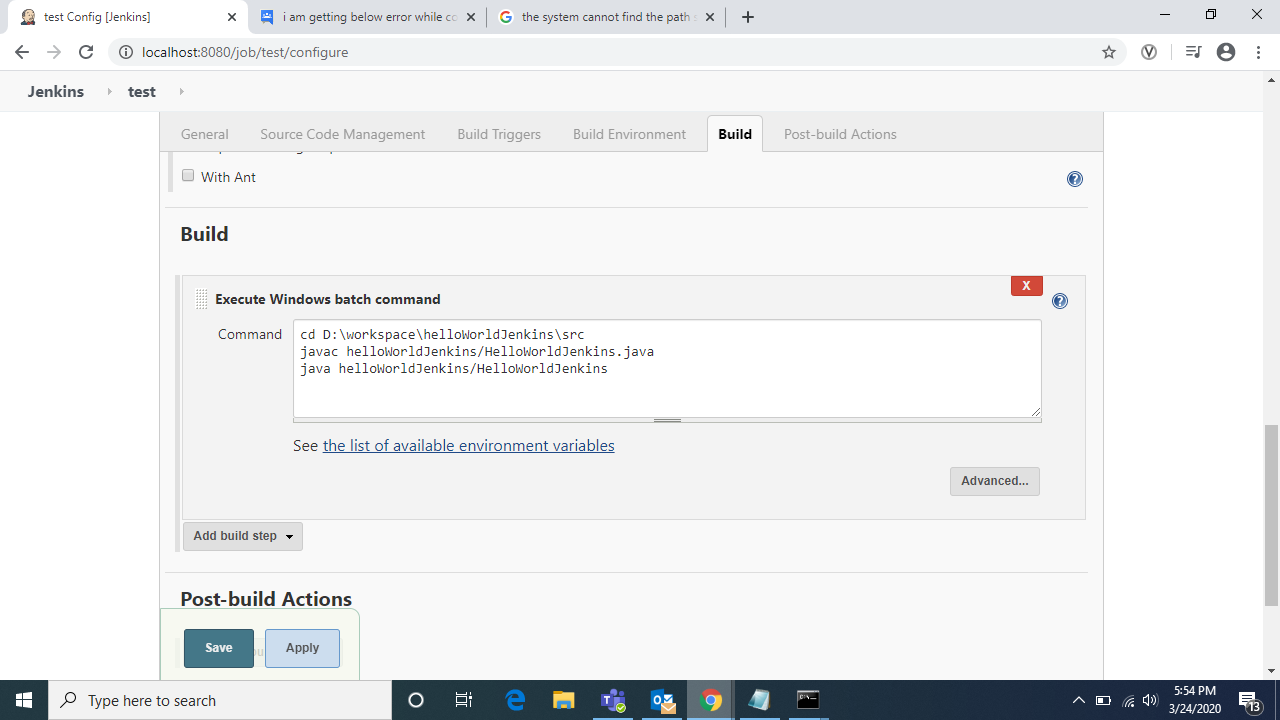 test Config [Jenkins]
i am getting below error while co
the system cannot find the path s
localhost:8080/job/test/configure
Jenkins
test
General
Source Code Management
Build Triggers
Build Environment
Build
Post-build Actions
With Ant
Build
Execute Windows batch command
X
Command
cd D:\workspace\helloWorldJenkins\src
javac helloWorldJenkins/HelloWorldJenkins.java
java helloWorldJenkins/HelloWorldJenkins
See the list of available environment variables
Advanced...
Add build step
Post-build Actions
Save
Apply
Type here to search
5:54 PM
3/24/2020
13